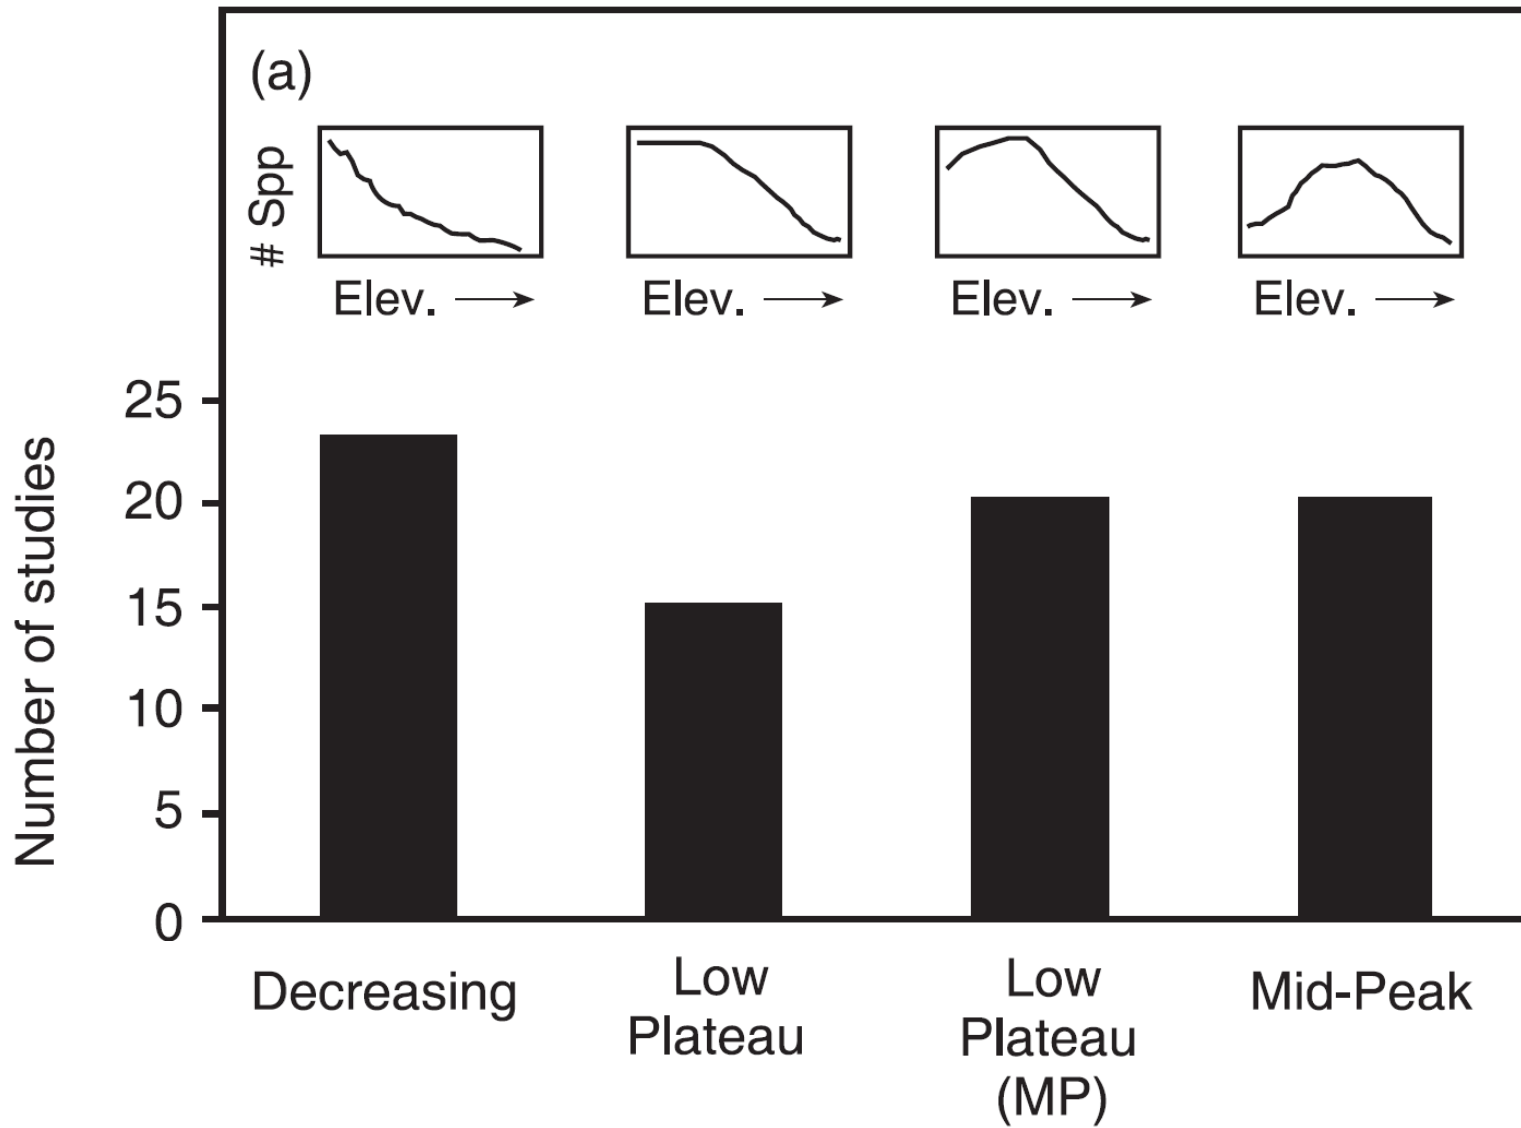 (a)
# Spp
Elev.
Elev.
Elev.
Elev.
Number of studies
25
20
15
10
5
0
Decreasing
Low
Plateau
Low
Plateau
(MP)
Mid-Peak